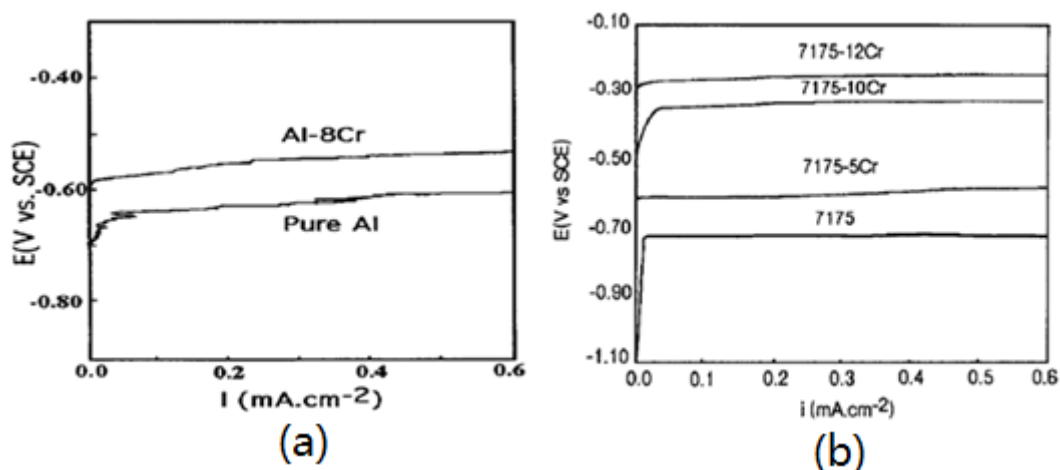 E(V vs. SCE)
-0.40
-0.60
-0.80
Al-8Cr
Pure Al
0.0 0.2 0.4 0.6
I (mA.cm-2)
(a)
E(V vs SCE)
-0.10
-0.30
-0.50
-0.70
-0.90
-1.10
7175-12Cr
7175-10Cr
7175-5Cr
7175
0.0 0.1 0.2 0.3 0.4 0.5 0.6
i (mA.cm-2)
(b)